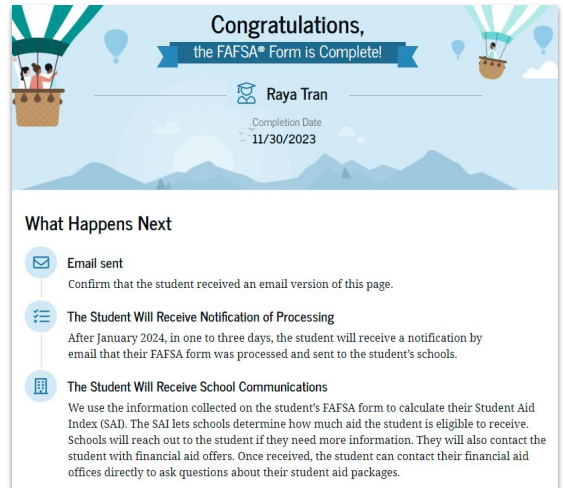 Congratulations,
the FAFSA® Form is Complete!
Raya Tran
Completion Date
11/30/2023
What Happens Next
Email sent
Confirm that the student received an email version of this page.
The Student Will Receive Notification of Processing
After January 2024, in one to three days, the student will receive a notification by
email that their FAFSA form was processed and sent to the student’s schools.
The Student Will Receive School Communications
We use the information collected on the student’s FAFSA form to calculate their Student Aid
Index (SAI). The SAI lets schools determine how much aid the student is eligible to receive.
Schools will reach out to the student if they need more information. They will also contact the
student with financial aid offers. Once received, the student can contact their financial aid
offices directly to ask questions about their student aid packages.